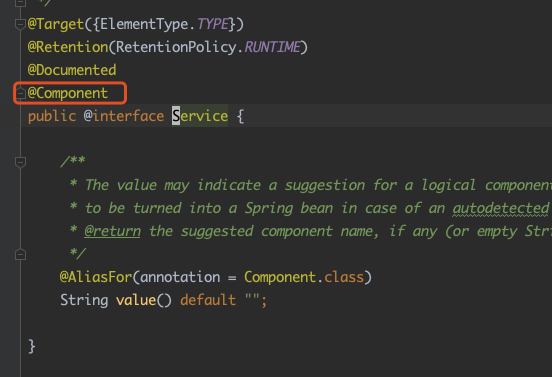 */
@Target({ElementType.TYPE})
@Retention(RetentionPolicy.RUNTIME)
@Documented
@Component
public @interface Service {
/**
* The value may indicate a suggestion for a logical component
to be turned into a Spring bean in case of an autodetected
* @return the suggested component name, if any (or empty Stri
*/
@AliasFor(annotation = Component.class)
String value() default "";
}